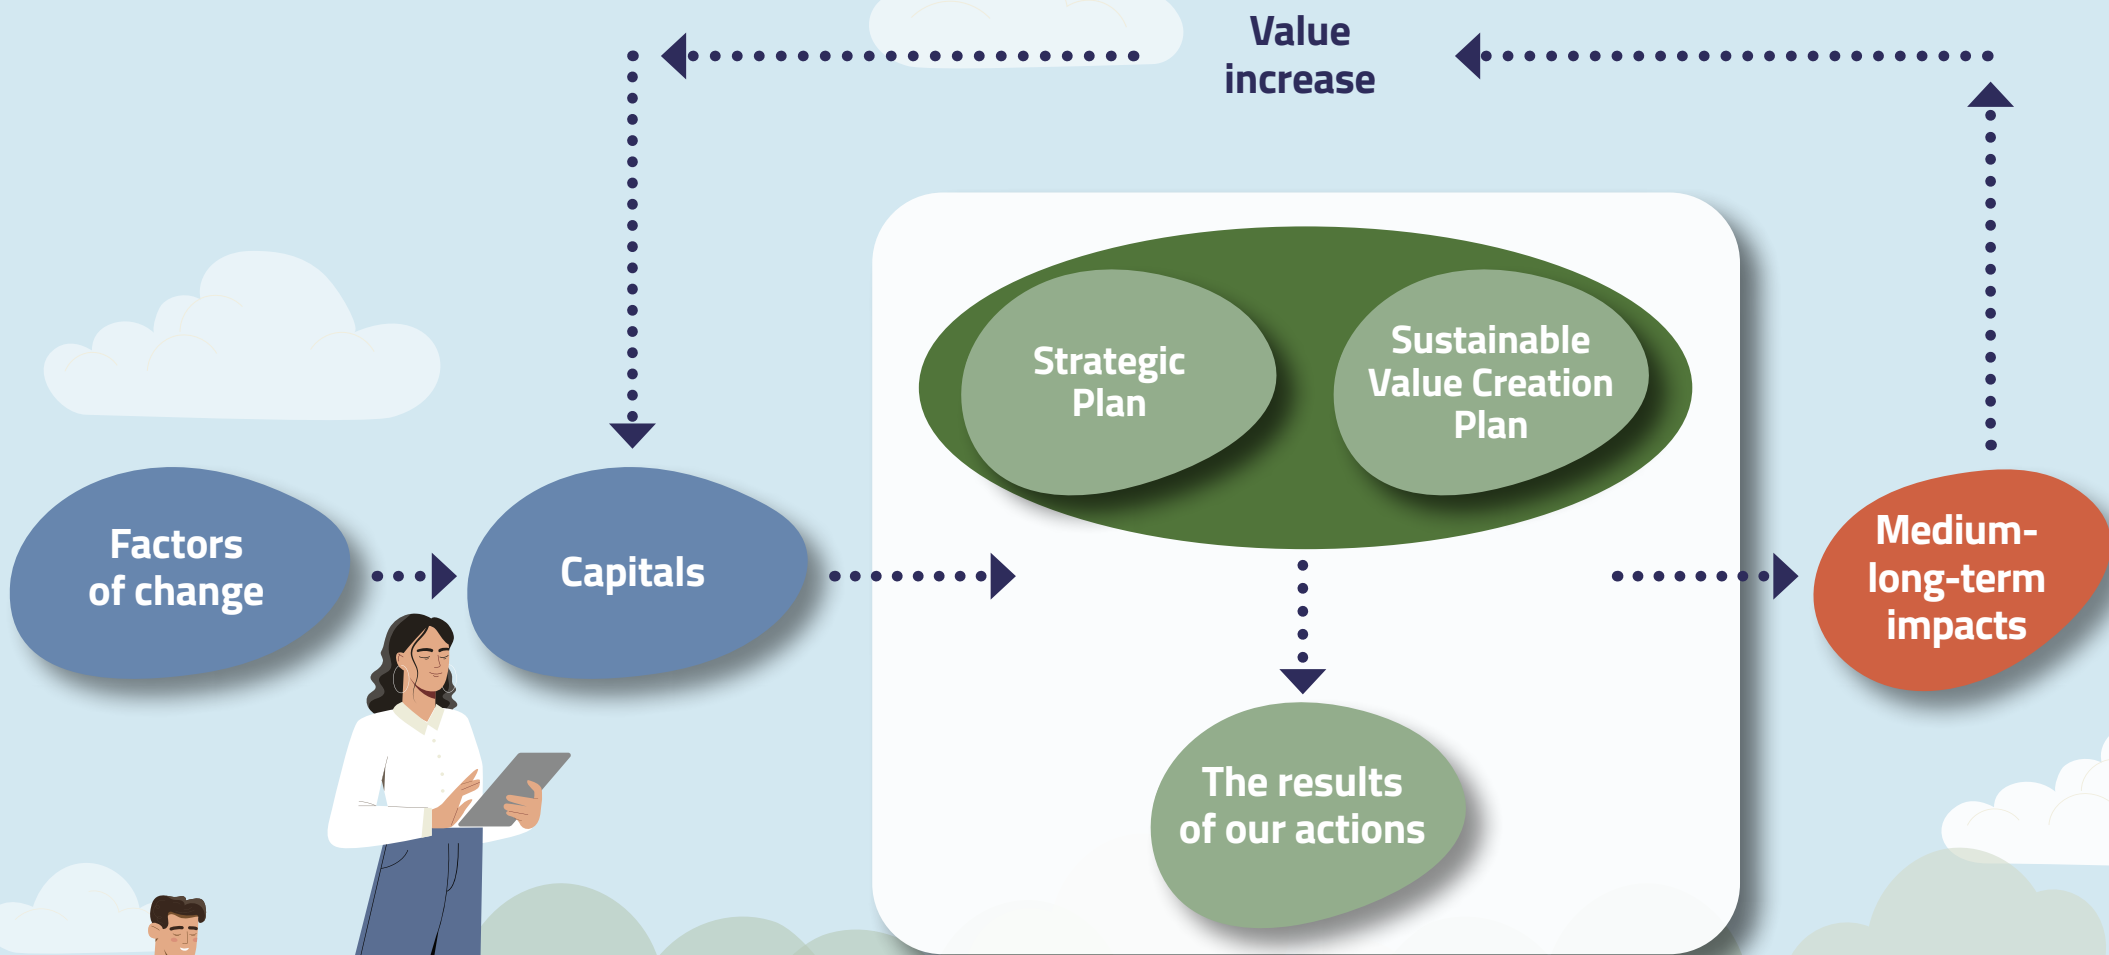 Value
increase
Strategic
Plan
Sustainable
Value Creation
Plan
Factors
of change
Capitals
Medium-
long-term
impacts
The results
of our actions